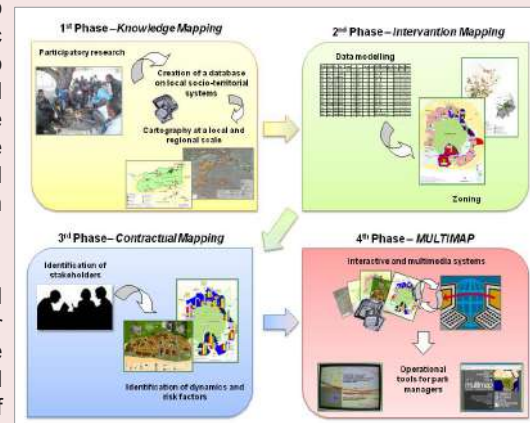 1st Phase – Knowledge Mapping
Participatory research
Creation of a database
on local socio-territorial
systems
Cartography at a local and
regional scale
2nd Phase – Intervantion Mapping
Data modelling
Zoning
3rd Phase – Contractual Mapping
Identification of
stakeholders
Identification of dynamics and
risk factors
4th Phase – MULTIMAP
Interactive and multimedia systems
Operational
tools for park
managers
multimap